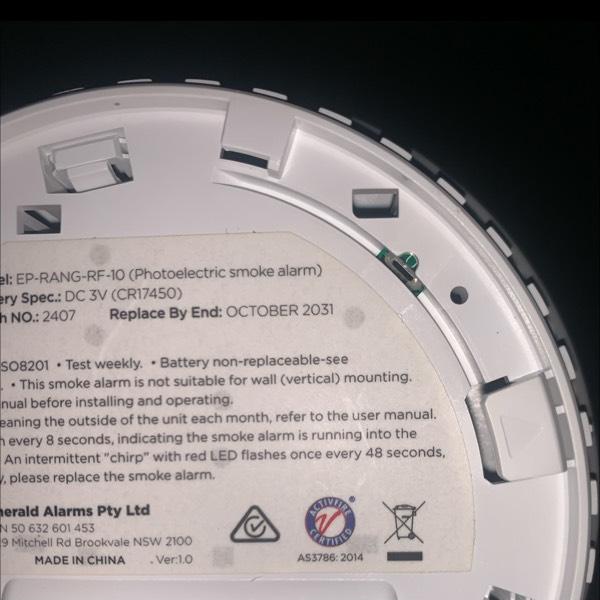 el: EP-RANG-RF-10 (Photoelectric smoke alarm)
ery Spec.: DC 3V (CR17450)
h NO.: 2407 Replace By End: OCTOBER 2031
SO8201 • Test weekly. • Battery non-replaceable-see
. • This smoke alarm is not suitable for wall (vertical) mounting.
nual before installing and operating.
eaning the outside of the unit each month, refer to the user manual.
n every 8 seconds, indicating the smoke alarm is running into the
An intermittent "chirp" with red LED flashes once every 48 seconds,
y, please replace the smoke alarm.
nerald Alarms Pty Ltd
N 50 632 601 453
9 Mitchell Rd Brookvale NSW 2100
MADE IN CHINA . Ver:1.0
ACTIVFIRE
CERTIFIED
®
AS3786: 2014